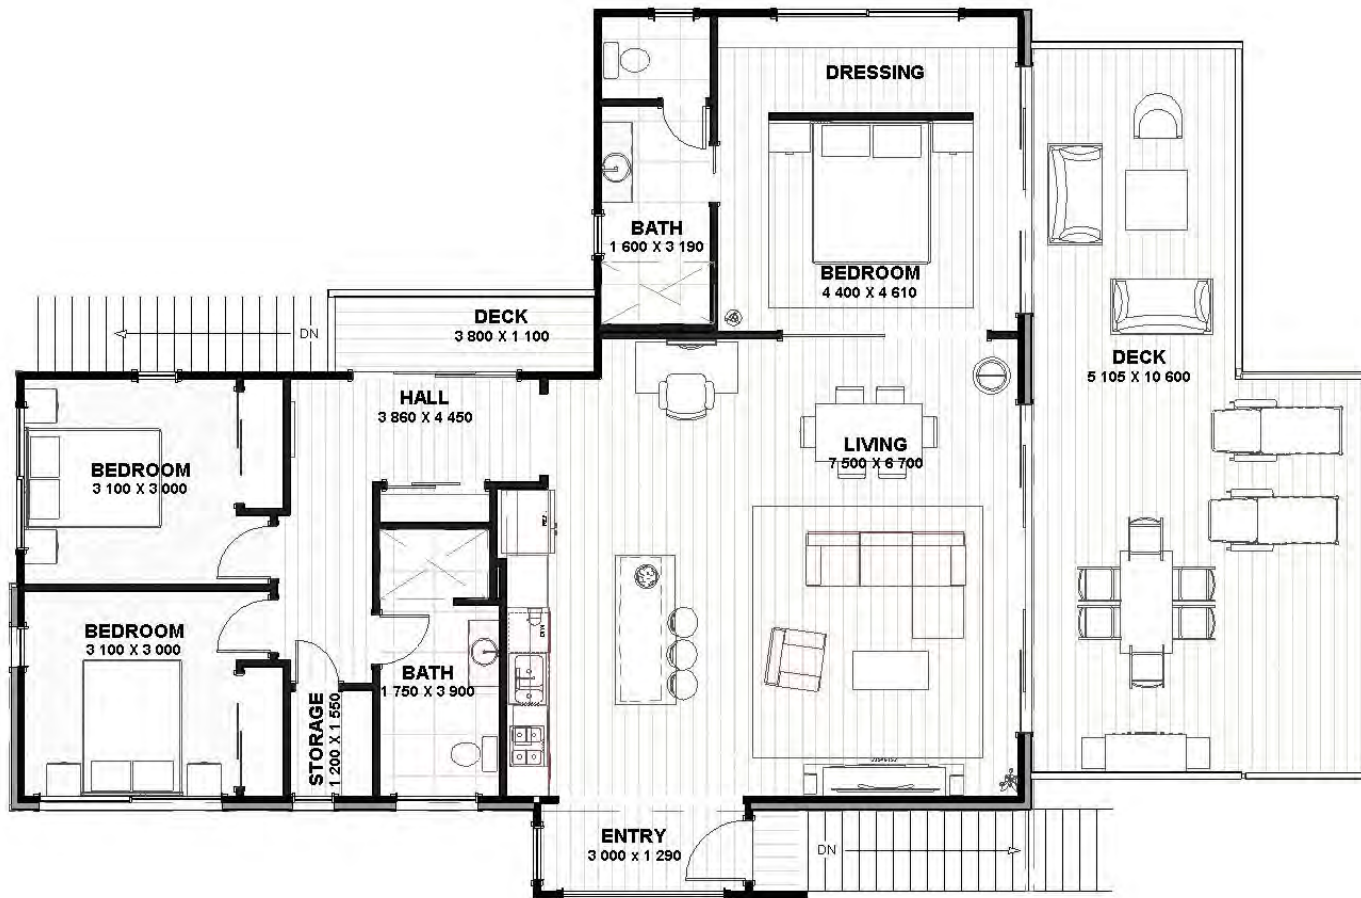 DRESSING
BATH
1 600 X 3 190
BEDROOM
4 400 X 4 610
DECK
3 800 X 1 100
DN
DECK
5 105 X 10 600
HALL
3 860 X 4 450
LIVING
7 500 X 6 700
BEDROOM
3 100 X 3 000
BEDROOM
3 100 X 3 000
BATH
1 750 X 3 900
STORAGE
1 200 X 1 550
ENTRY
3 000 x 1 290
DN